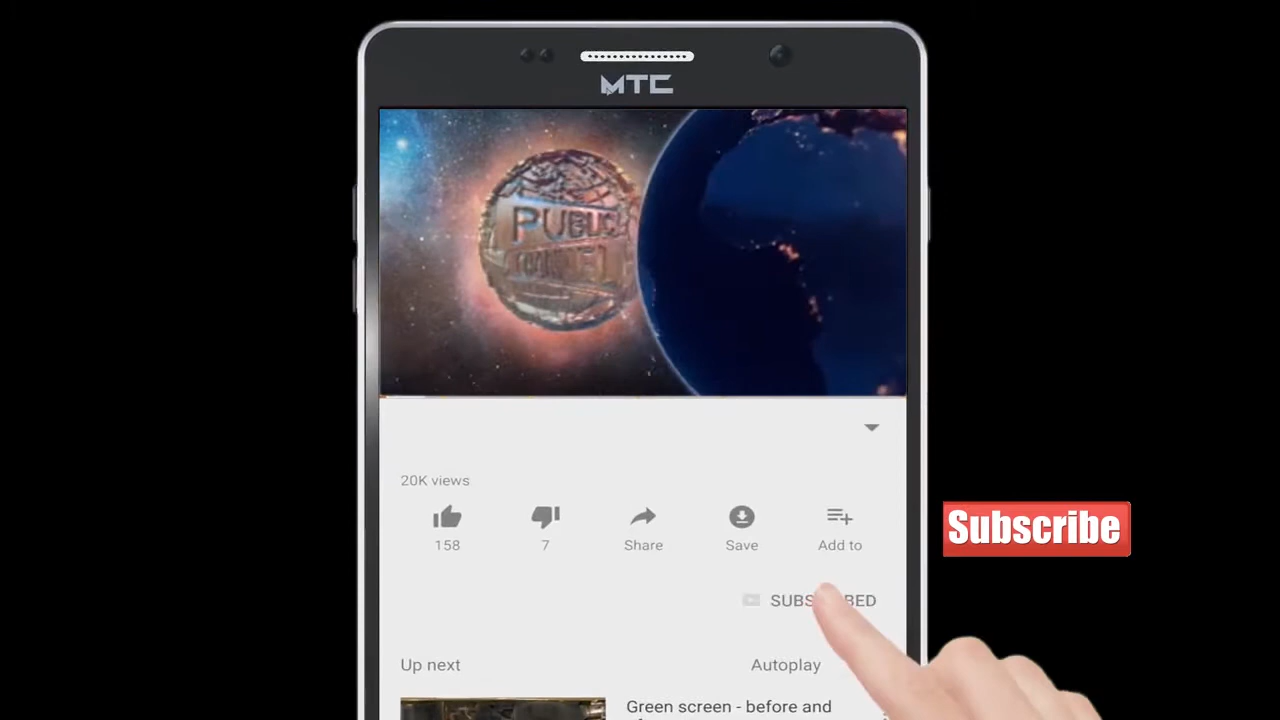 MTC
PUBLIC
20K views
158
7
Share
Save
Add to
Subscribe
Up next
Autoplay
Green screen - before and